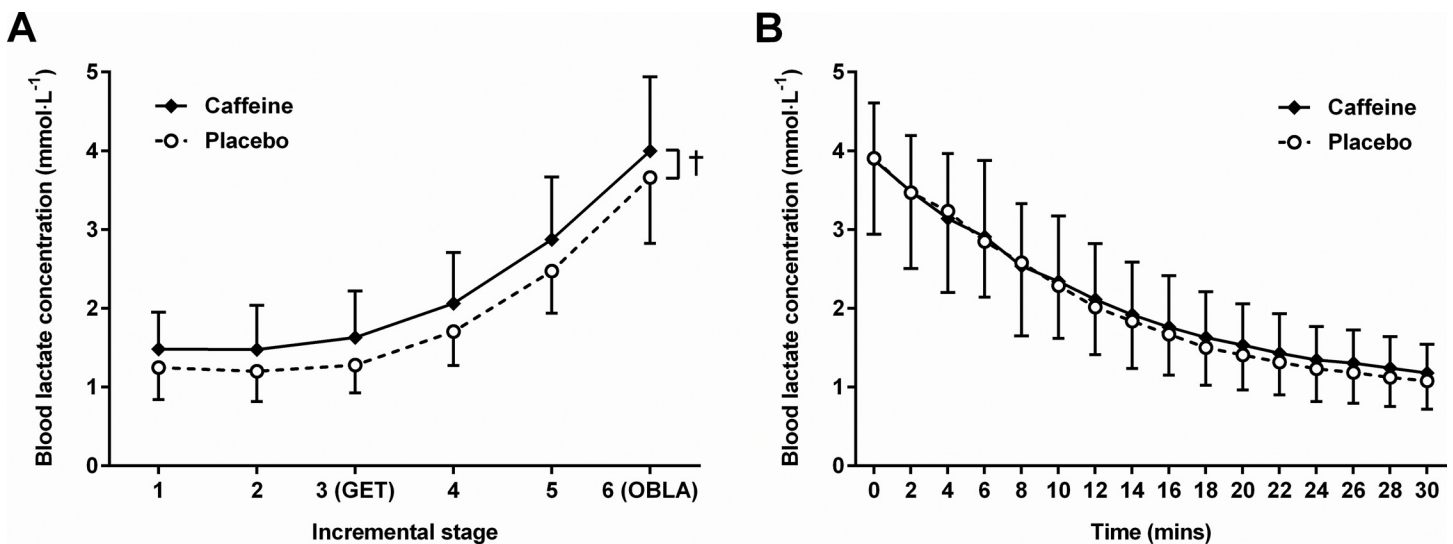 A
Blood lactate concentration (mmol·L⁻¹)
5
4
3
2
1
0
Caffeine
Placebo
†
1 2 3 (GET) 4 5 6 (OBLA)
Incremental stage
B
Blood lactate concentration (mmol·L⁻¹)
5
4
3
2
1
0
Caffeine
Placebo
0 2 4 6 8 10 12 14 16 18 20 22 24 26 28 30
Time (mins)